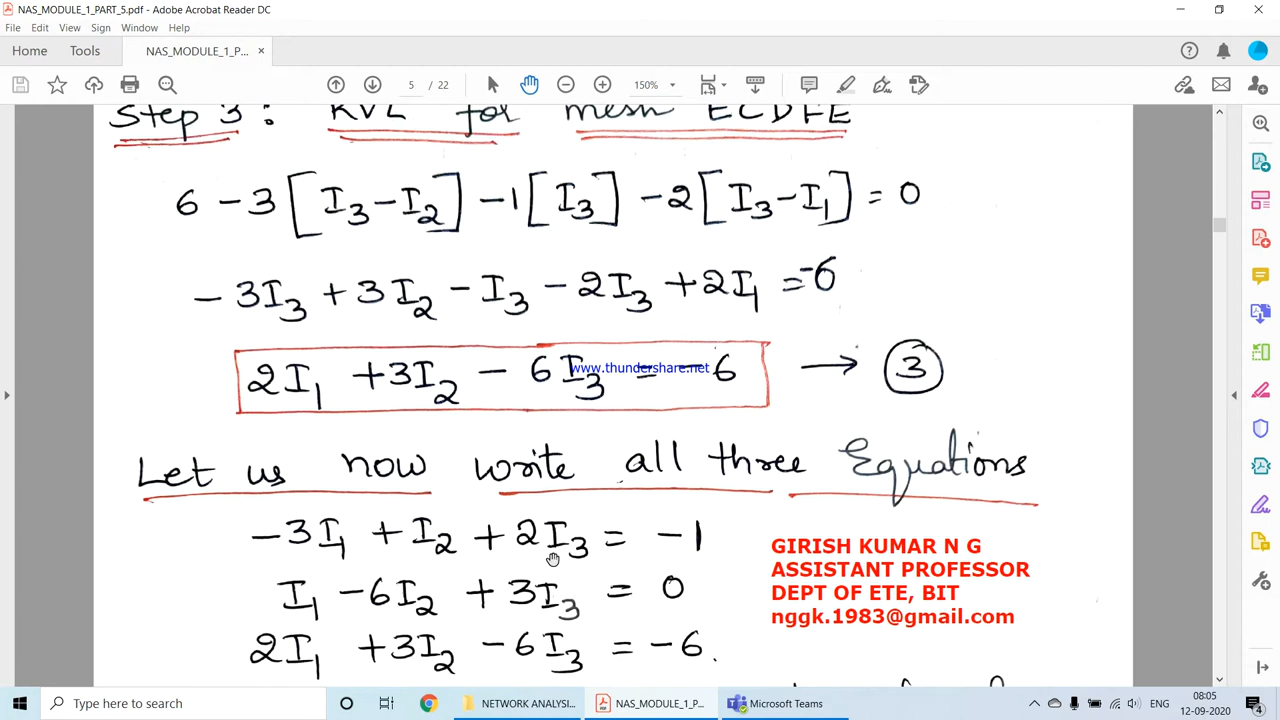 NAS_MODULE_1_PART_5.pdf - Adobe Acrobat Reader DC
File Edit View Sign Window Help
Home Tools NAS_MODULE_1_P... ×
5 / 22 150%
Step 3: KVL for mesh ECDFE
6 -3[I3-I2] -1[I3] -2[I3-I1] = 0
-3I3 +3I2 -I3 -2I3 +2I1 = -6
2I1 +3I2 - 6I3 = -6 → 3
www.thundershare.net
Let us now write all three Equations
-3I1 +I2 +2I3 = -1
I1 -6I2 +3I3 = 0
2I1 +3I2 -6I3 = -6.
GIRISH KUMAR N G
ASSISTANT PROFESSOR
DEPT OF ETE, BIT
nggk.1983@gmail.com
Type here to search
NETWORK ANALYSI...
NAS_MODULE_1_P...
Microsoft Teams
ENG
08:05
12-09-2020
4